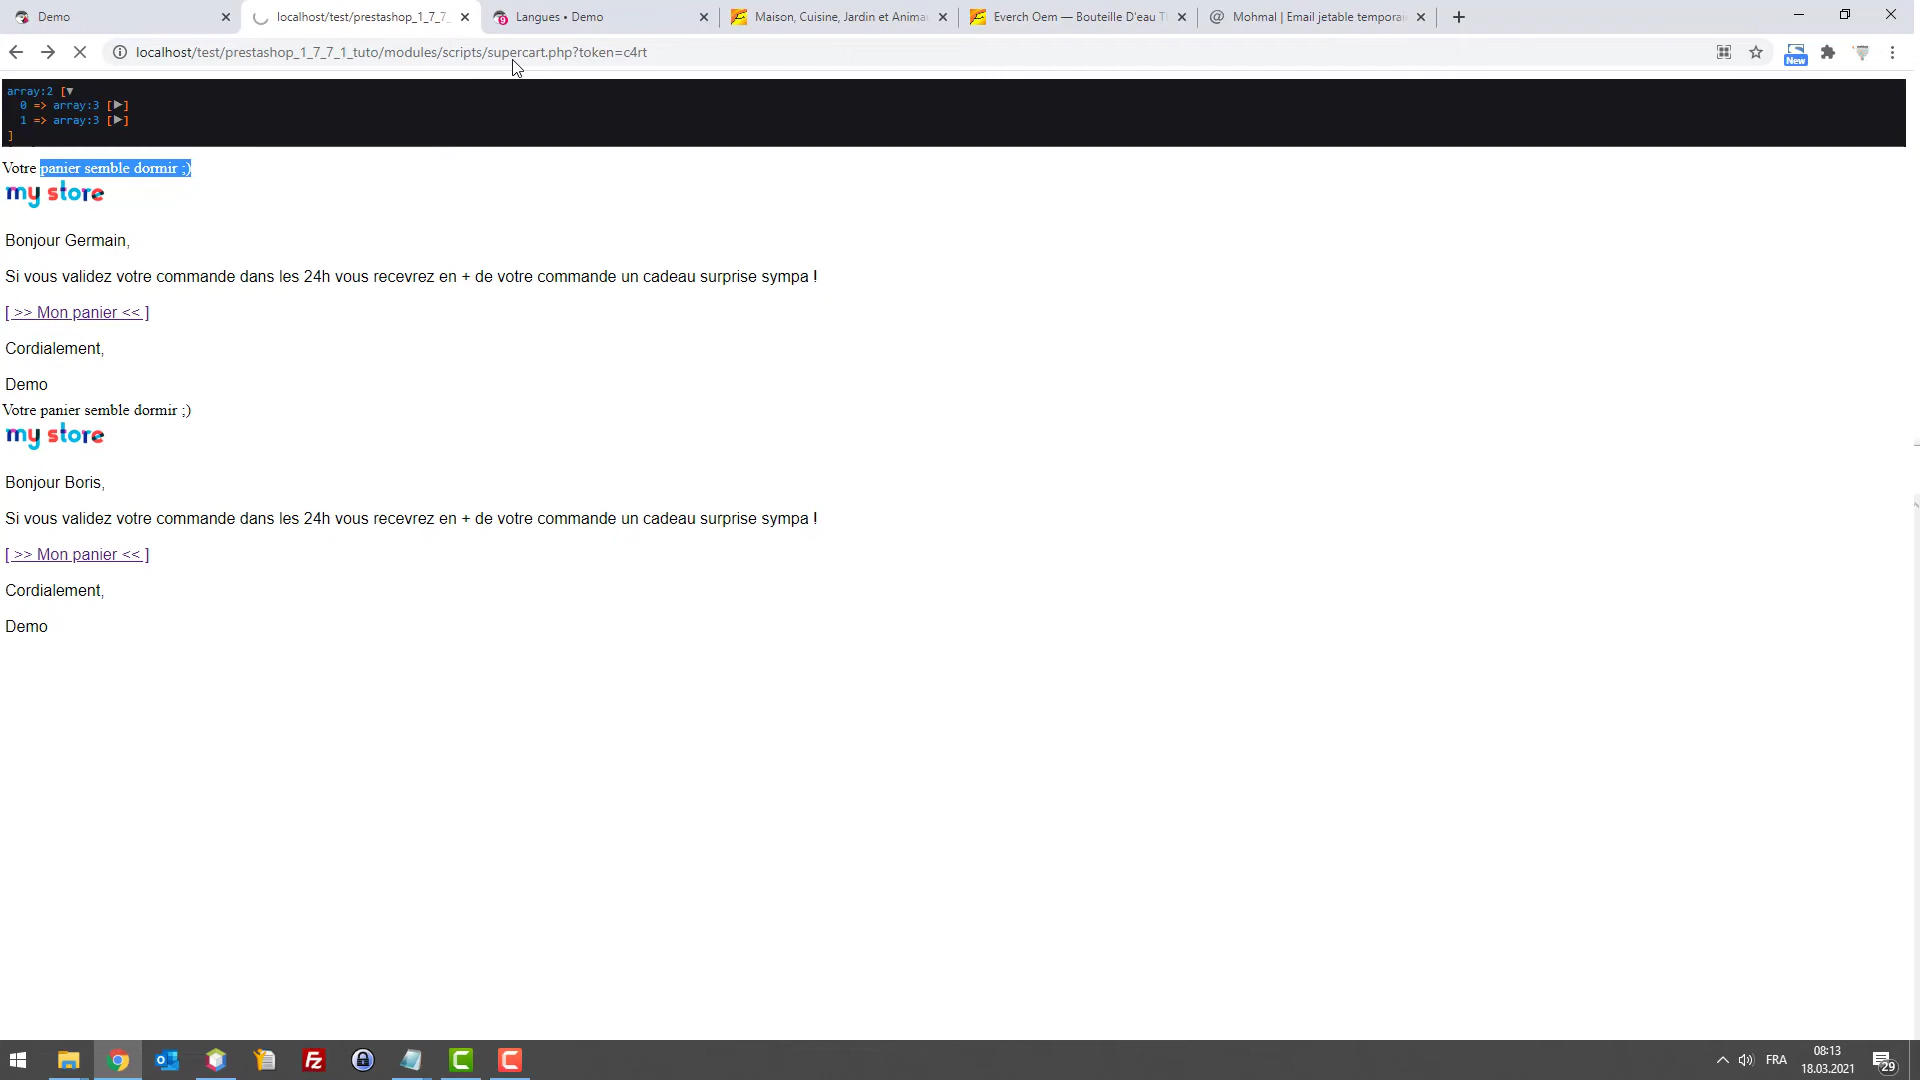 Demo
localhost/test/prestashop_1_7_7_
Langues • Demo
Maison, Cuisine, Jardin et Anima
Everch Oem — Bouteille D'eau T
Mohmal | Email jetable temporai
localhost/test/prestashop_1_7_7_1_tuto/modules/scripts/supercart.php?token=c4rt
New
array:2 [▼
0 => array:3 [▶]
1 => array:3 [▶]
]
Votre panier semble dormir ;)
my store
Bonjour Germain,
Si vous validez votre commande dans les 24h vous recevrez en + de votre commande un cadeau surprise sympa !
[ >> Mon panier << ]
Cordialement,
Demo
Votre panier semble dormir ;)
my store
Bonjour Boris,
Si vous validez votre commande dans les 24h vous recevrez en + de votre commande un cadeau surprise sympa !
[ >> Mon panier << ]
Cordialement,
Demo
FRA
08:13
18.03.2021
29